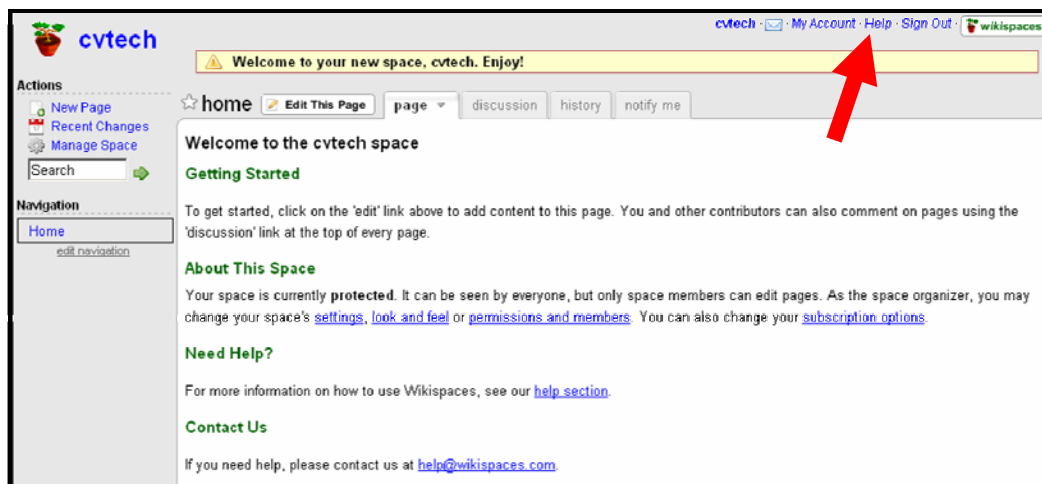 cvtech
cvtech · My Account · Help · Sign Out · wikispaces
Welcome to your new space, cvtech. Enjoy!
Actions
New Page
Recent Changes
Manage Space
Search
Navigation
Home
edit navigation
home Edit This Page page discussion history notify me
Welcome to the cvtech space
Getting Started
To get started, click on the 'edit' link above to add content to this page. You and other contributors can also comment on pages using the
'discussion' link at the top of every page.
About This Space
Your space is currently protected. It can be seen by everyone, but only space members can edit pages. As the space organizer, you may
change your space's settings, look and feel or permissions and members. You can also change your subscription options.
Need Help?
For more information on how to use Wikispaces, see our help section.
Contact Us
If you need help, please contact us at help@wikispaces.com.